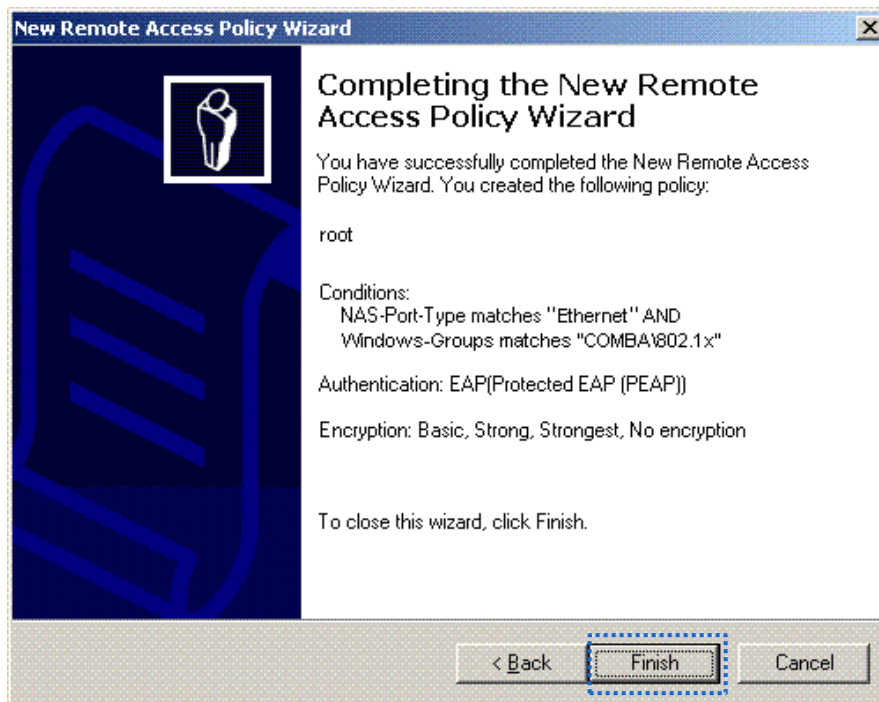 New Remote Access Policy Wizard
Completing the New Remote
Access Policy Wizard
You have successfully completed the New Remote Access
Policy Wizard. You created the following policy:
root
Conditions:
NAS-Port-Type matches "Ethernet" AND
Windows-Groups matches "COMBA\802.1x"
Authentication: EAP(Protected EAP (PEAP))
Encryption: Basic, Strong, Strongest, No encryption
To close this wizard, click Finish.
< Back Finish Cancel